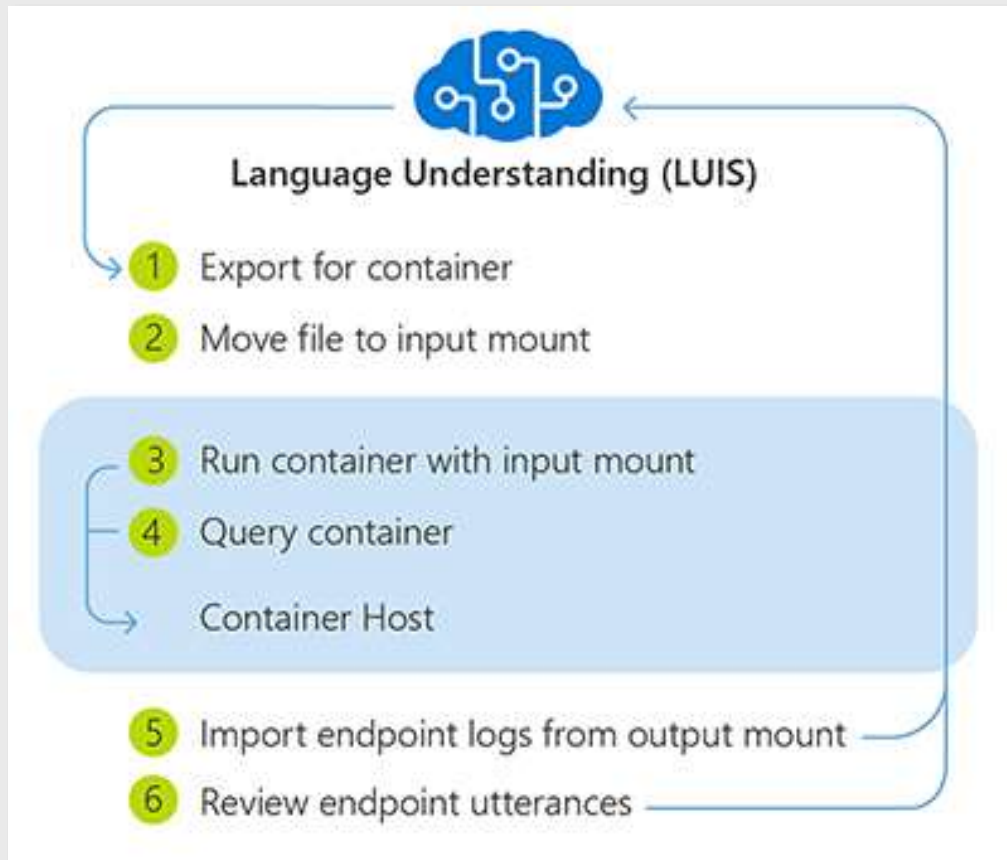 Language Understanding (LUIS)
1 Export for container
2 Move file to input mount
3 Run container with input mount
4 Query container
Container Host
5 Import endpoint logs from output mount
6 Review endpoint utterances